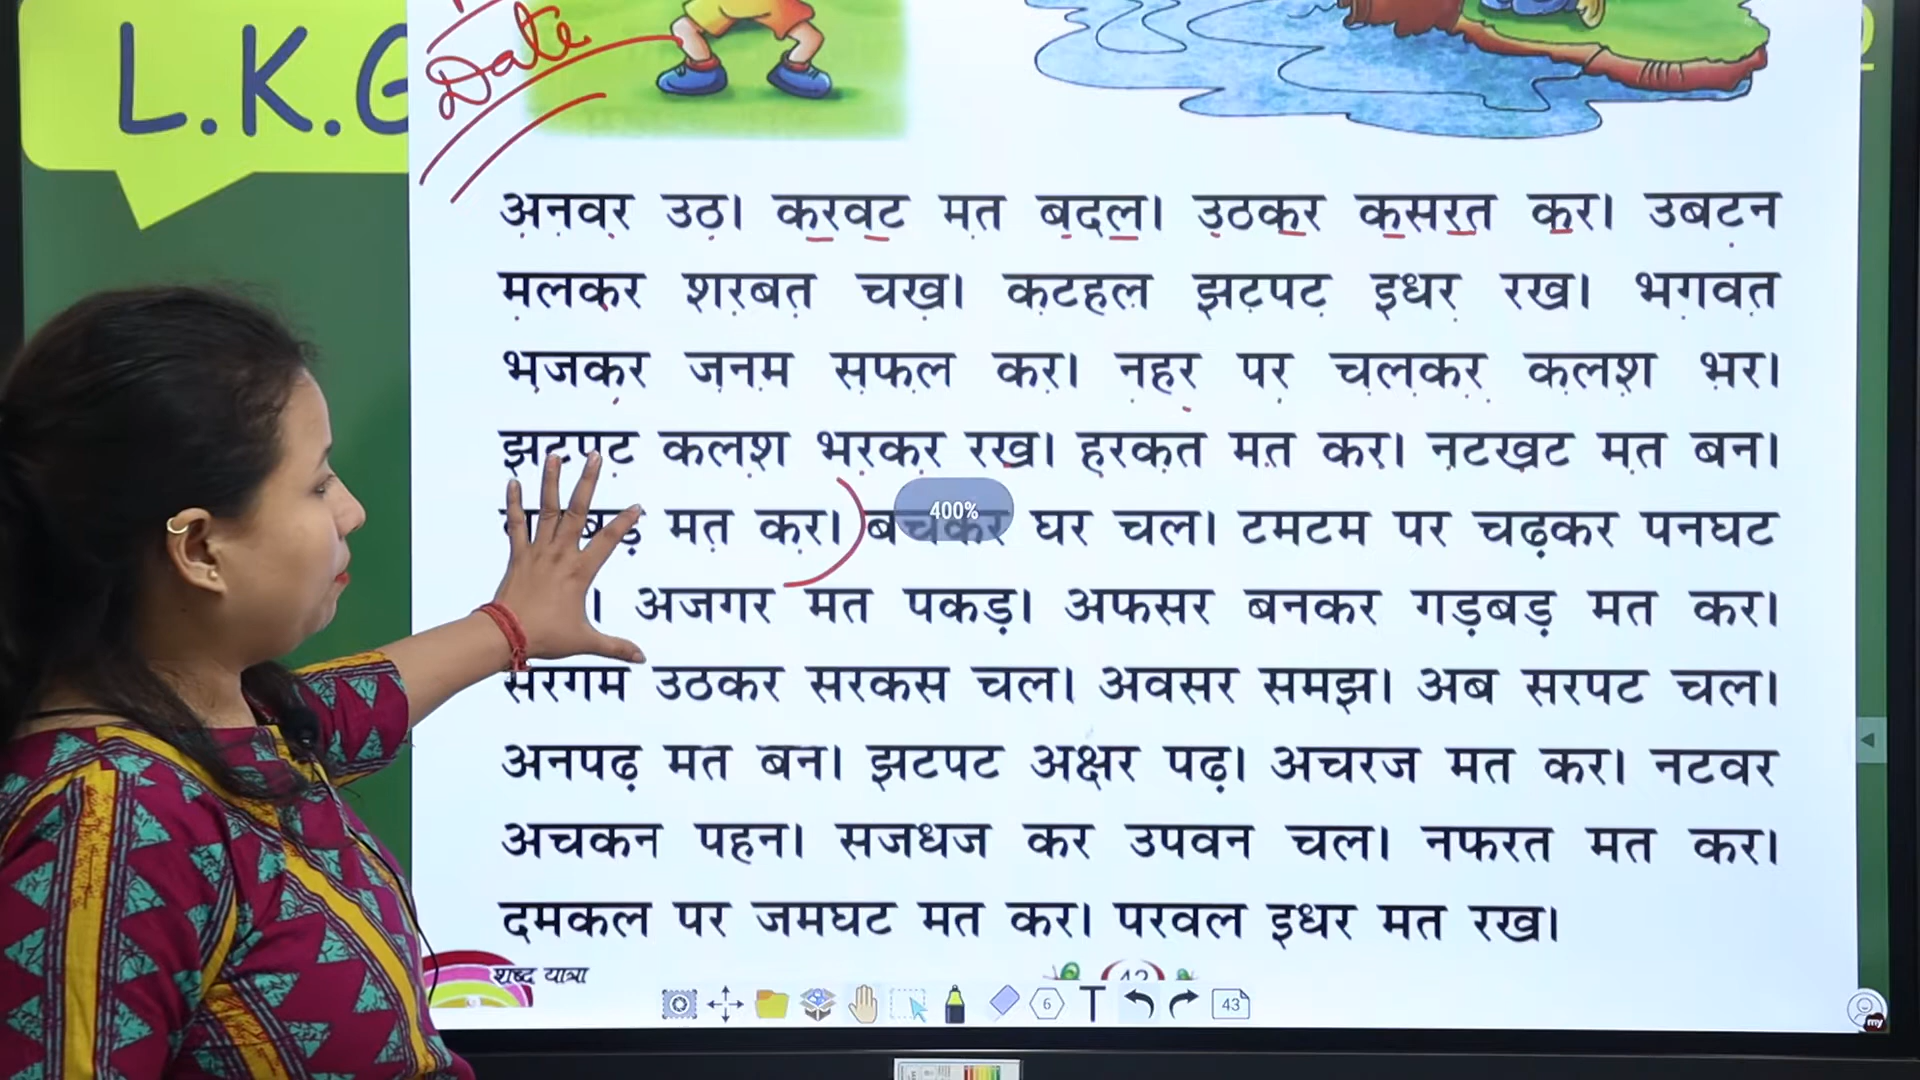 L.K.G
Date
अनवर उठ। करवट मत बदल। उठकर कसरत कर। उबटन
मलकर शरबत चख। कटहल झटपट इधर रख। भगवत
भजकर जनम सफल कर। नहर पर चलकर कलश भर।
झटपट कलश भरकर रख। हरकत मत कर। नटखट मत बन।
मत कर। बचकर घर चल। टमटम पर चढ़कर पनघट
400%
। अजगर मत पकड़। अफसर बनकर गड़बड़ मत कर।
सरगम उठकर सरकस चल। अवसर समझ। अब सरपट चल।
अनपढ़ मत बन। झटपट अक्षर पढ़। अचरज मत कर। नटवर
अचकन पहन। सजधज कर उपवन चल। नफरत मत कर।
दमकल पर जमघट मत कर। परवल इधर मत रख।
शब्द यात्रा
6 T 43
my